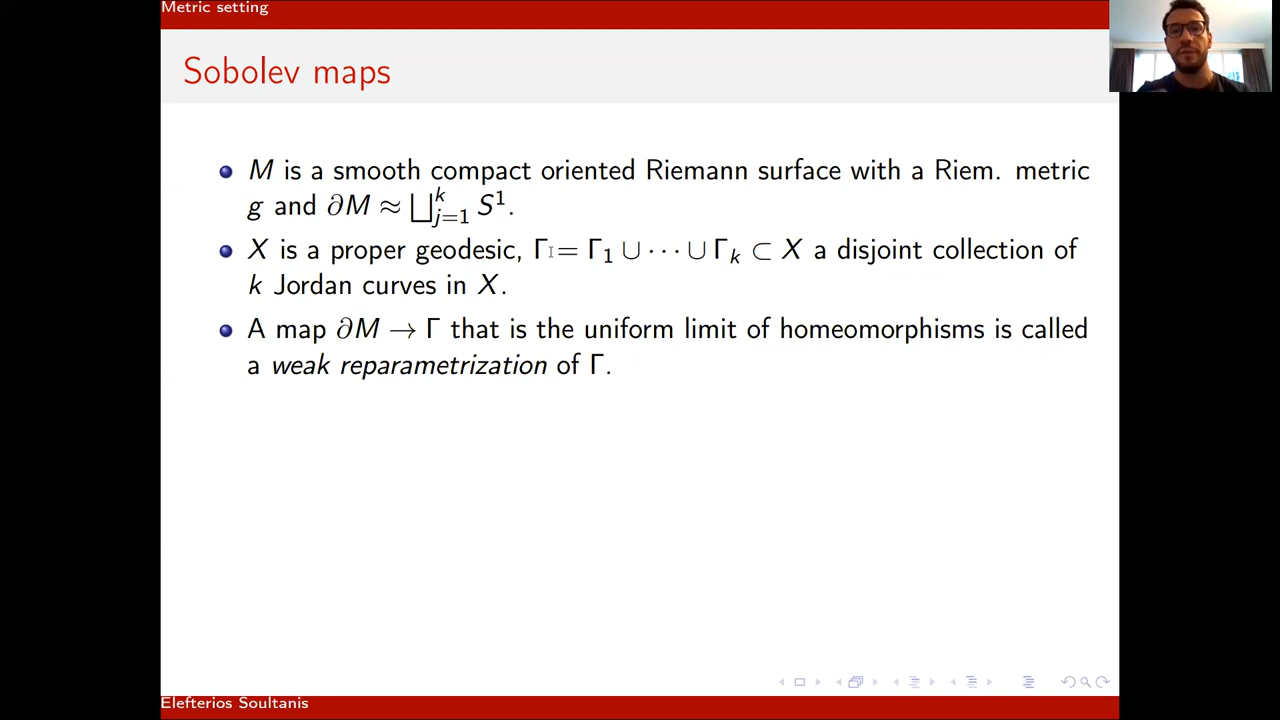 Metric setting
Sobolev maps
M is a smooth compact oriented Riemann surface with a Riem. metric
g and ∂M ≈ ⨆_{j=1}^k S¹.
X is a proper geodesic, Γ = Γ₁ ∪ ⋯ ∪ Γ_k ⊂ X a disjoint collection of
k Jordan curves in X.
A map ∂M → Γ that is the uniform limit of homeomorphisms is called
a weak reparametrization of Γ.
Elefterios Soultanis